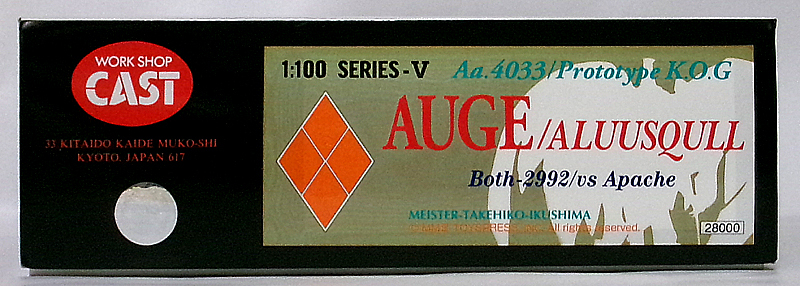 WORK SHOP
CAST
33 KITAIDO KAIDE MUKO-SHI
KYOTO, JAPAN 617
1:100 SERIES-V
Aa.4033/Prototype K.O.G
AUGE/ALUUSQULL
Both-2992/vs Apache
MEISTER-TAKEHIKO-IKUSHIMA
All rights reserved.
28000